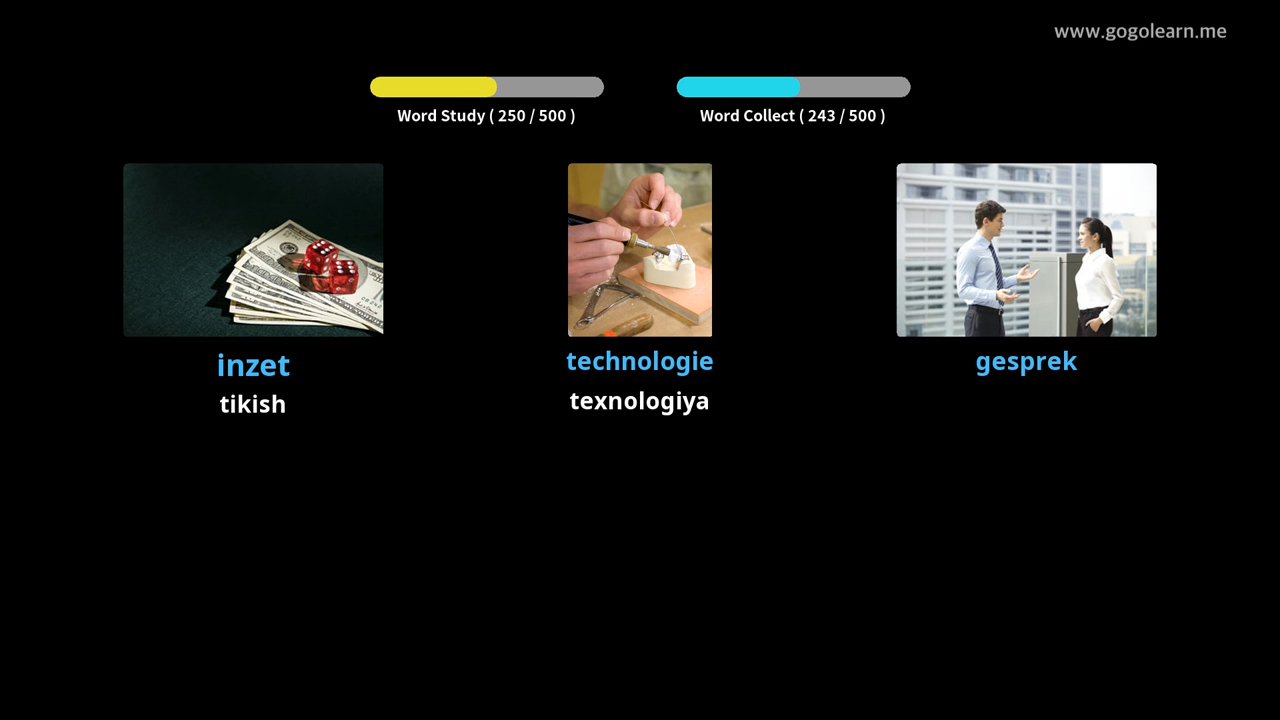 www.gogolearn.me
Word Study ( 250 / 500 )
Word Collect ( 243 / 500 )
inzet
technologie
gesprek
tikish
texnologiya